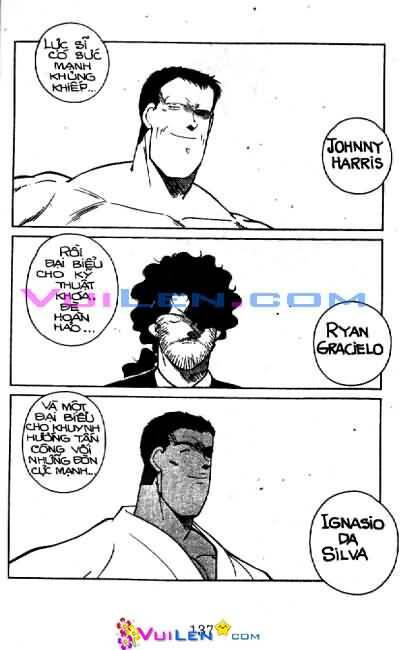 LỰC SĨ
CÓ SỨC
MẠNH
KHỦNG
KHIẾP...
JOHNNY
HARRIS
RỒI
ĐẠI BIỂU
CHO KỸ
THUẬT
KHÓA
ĐÈ
HOÀN
HẢO...
VUILEN.COM
RYAN
GRACIELO
VÀ MỘT
ĐẠI BIỂU
CHO KHUYNH
HƯỚNG TẤN
CÔNG VỚI
NHỮNG ĐÒN
CỰC MẠNH...
IGNASIO
DA
SILVA
137
VUILEN.COM